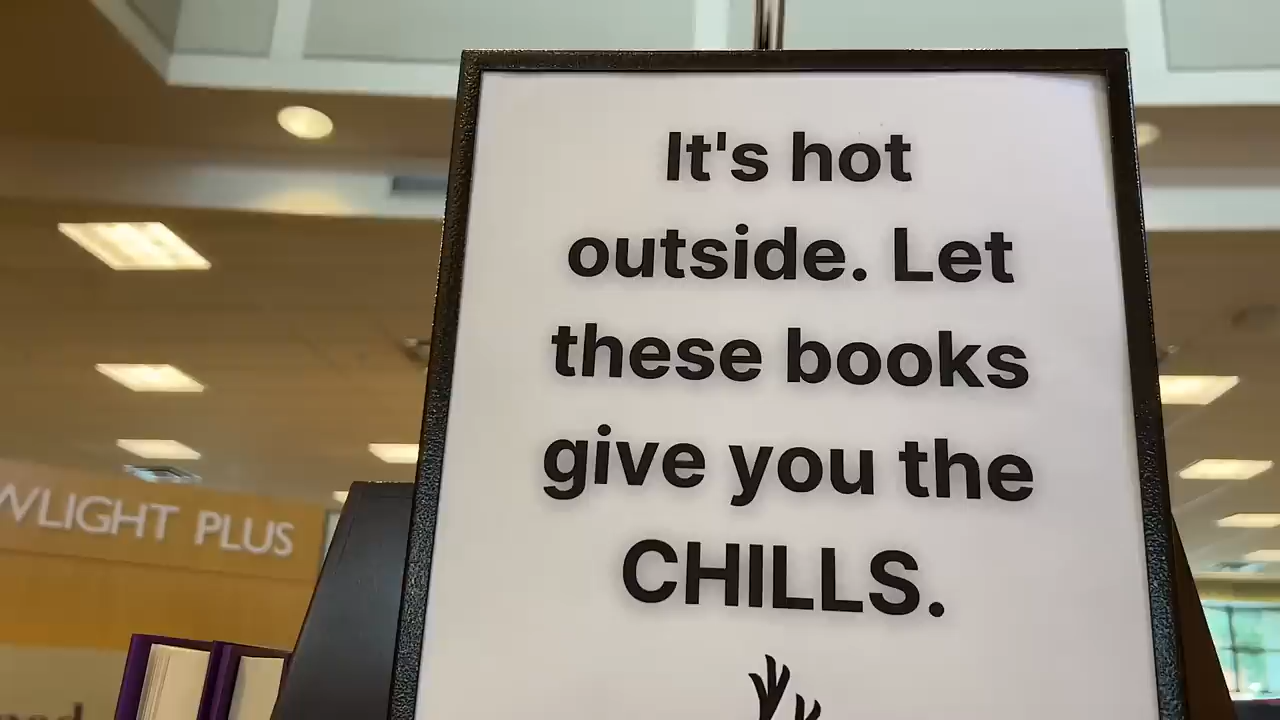 It's hot
outside. Let
these books
give you the
CHILLS.
WLIGHT PLUS